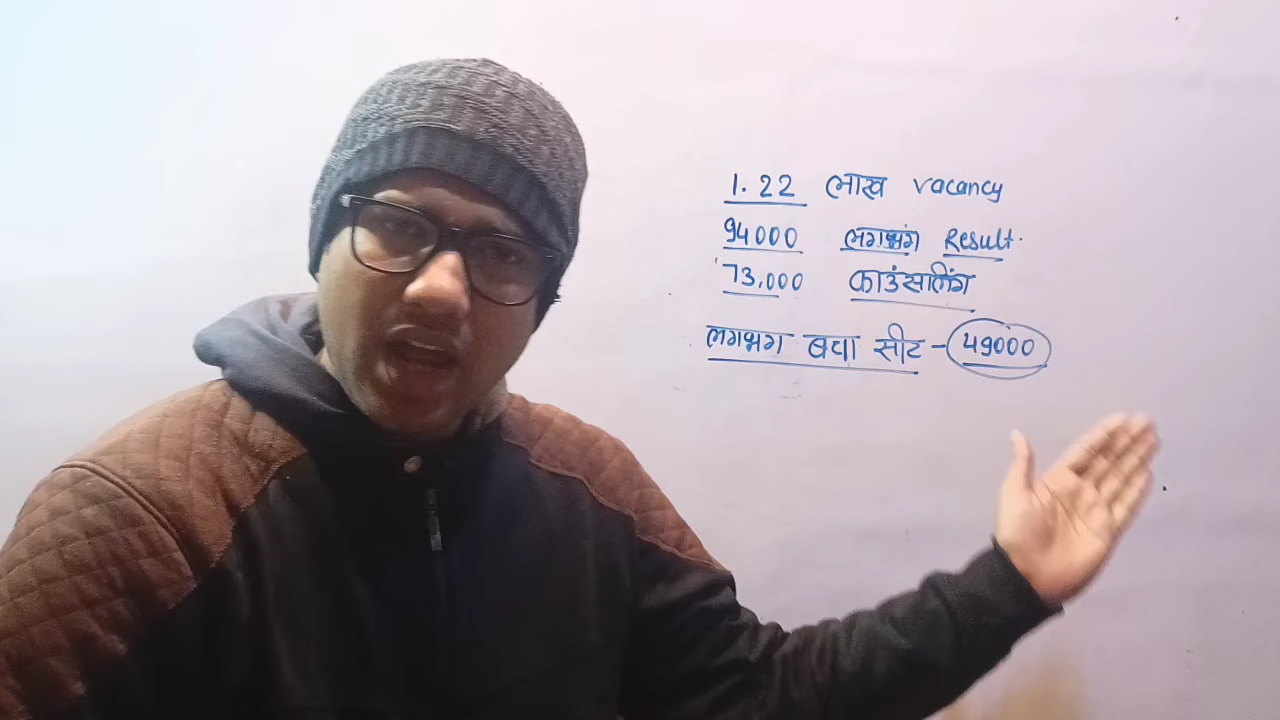 1.22 लाख vacancy
94000 लगभग Result.
73,000 काउंसलिंग
लगभग बचा सीट - 49000